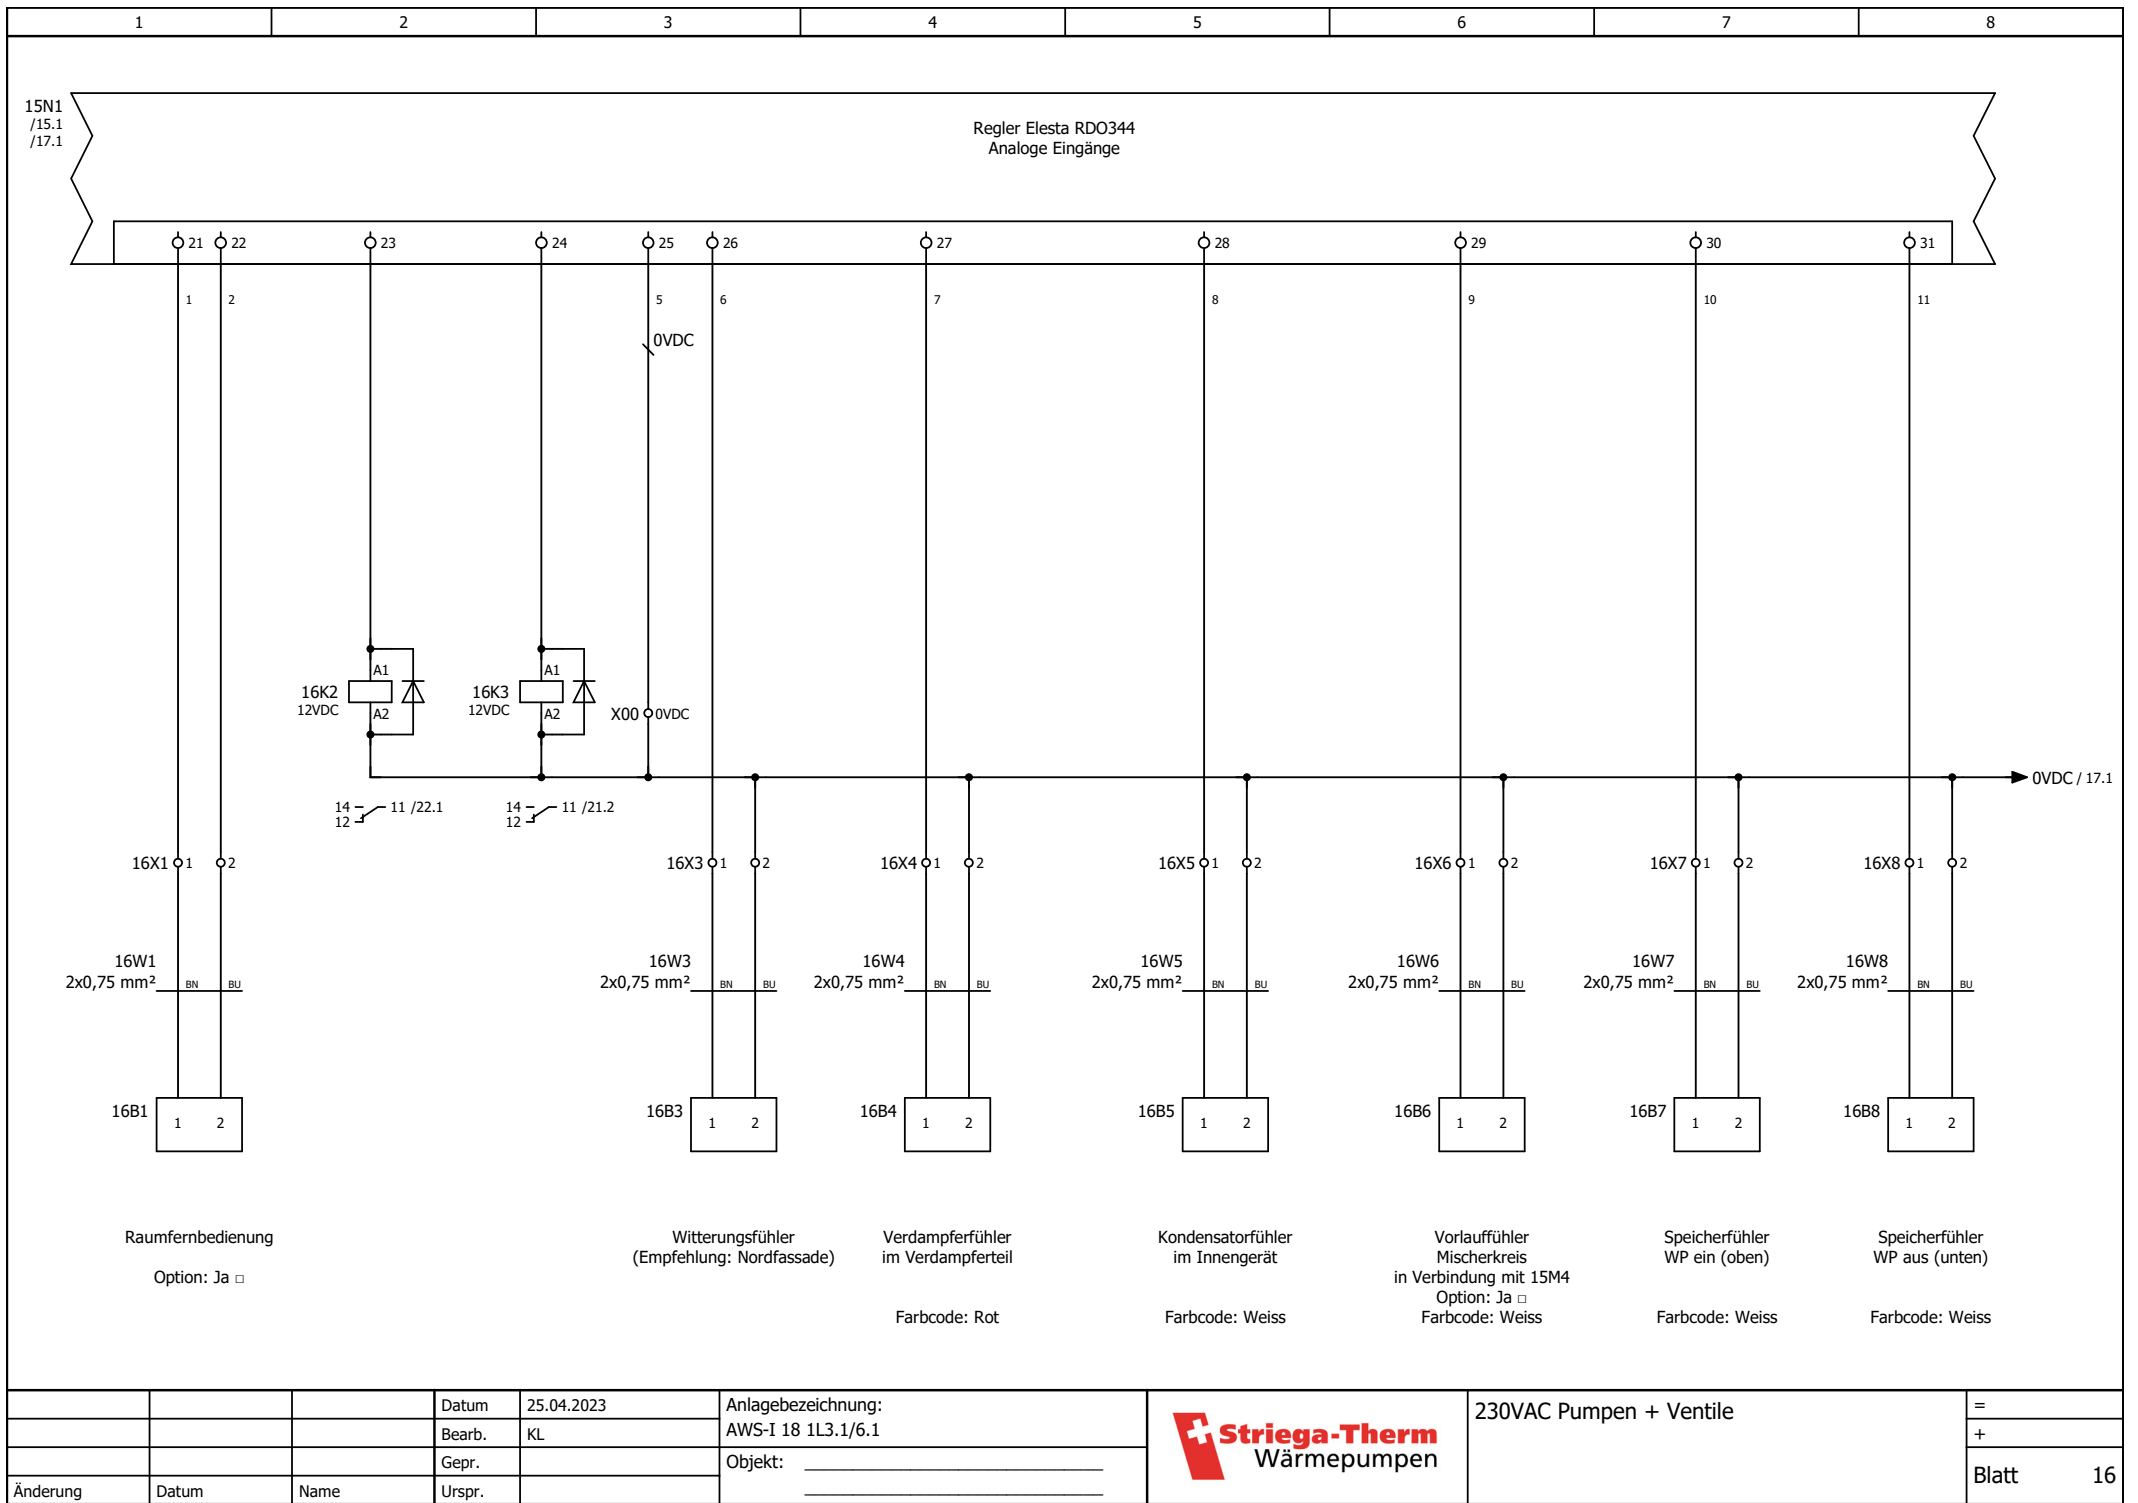 1 2 3 4 5 6 7 8
15N1
/15.1
/17.1
Regler Elesta RDO344
Analoge Eingänge
21 22 23 24 25 26 27 28 29 30 31
1 2 5 6 7 8 9 10 11
0VDC
A1 A1
16K2 16K3
12VDC 12VDC
A2 A2
X00 0VDC
0VDC / 17.1
14 11 /22.1 14 11 /21.2
12 12
16X1 1 2 16X3 1 2 16X4 1 2 16X5 1 2 16X6 1 2 16X7 1 2 16X8 1 2
16W1 16W3 16W4 16W5 16W6 16W7 16W8
2x0,75 mm² BN BU 2x0,75 mm² BN BU 2x0,75 mm² BN BU 2x0,75 mm² BN BU 2x0,75 mm² BN BU 2x0,75 mm² BN BU 2x0,75 mm² BN BU
16B1 16B3 16B4 16B5 16B6 16B7 16B8
1 2 1 2 1 2 1 2 1 2 1 2 1 2
Raumfernbedienung
Option: Ja □
Witterungsfühler
(Empfehlung: Nordfassade)
Verdampferfühler
im Verdampferteil
Farbcode: Rot
Kondensatorfühler
im Innengerät
Farbcode: Weiss
Vorlauffühler
Mischerkreis
in Verbindung mit 15M4
Option: Ja □
Farbcode: Weiss
Speicherfühler
WP ein (oben)
Farbcode: Weiss
Speicherfühler
WP aus (unten)
Farbcode: Weiss
Änderung Datum Name
Datum 25.04.2023
Bearb. KL
Gepr.
Urspr.
Anlagebezeichnung:
AWS-I 18 1L3.1/6.1
Objekt:
Striega-Therm
Wärmepumpen
230VAC Pumpen + Ventile
=
+
Blatt 16